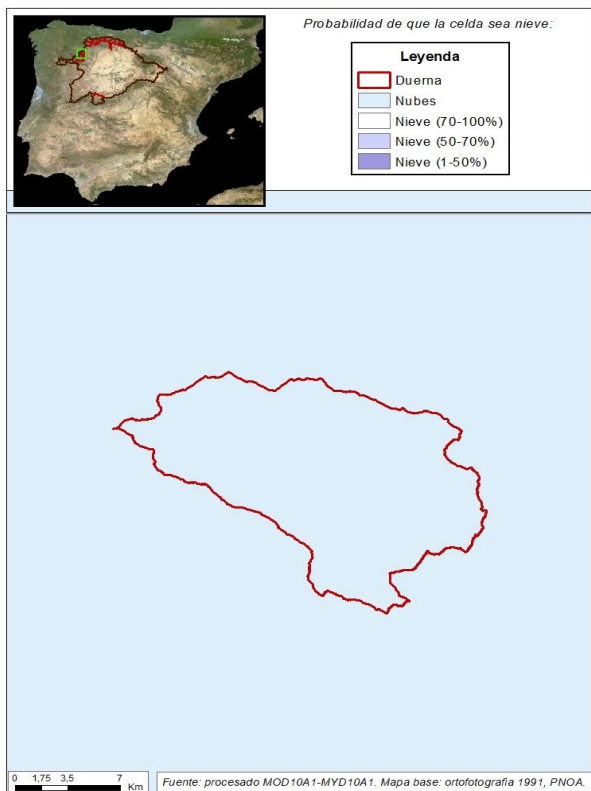 Probabilidad de que la celda sea nieve:
Leyenda
Duerna
Nubes
Nieve (70-100%)
Nieve (50-70%)
Nieve (1-50%)
0 1,75 3,5 7
Km
Fuente: procesado MOD10A1-MYD10A1. Mapa base: ortofotografia 1991, PNOA.